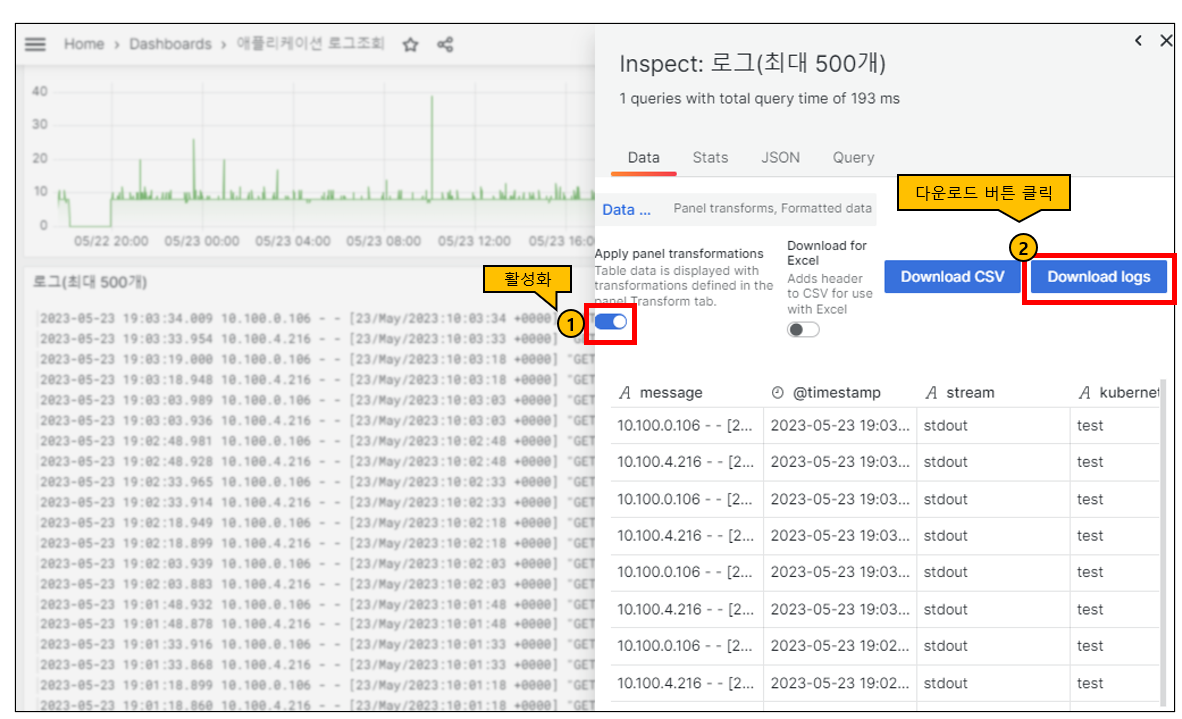 Home › Dashboards › 애플리케이션 로그조회
40
30
20
10
0
05/22 20:00 05/23 00:00 05/23 04:00 05/23 08:00 05/23 12:00 05/23 16:0
로그(최대 500개)
2023-05-23 19:03:34.009 10.100.0.106 - - [23/May/2023:10:03:34 +0000]
2023-05-23 19:03:33.954 10.100.4.216 - - [23/May/2023:10:03:33 +0000] "GET
2023-05-23 19:03:19.000 10.100.0.106 - - [23/May/2023:10:03:18 +0000] "GET
2023-05-23 19:03:18.948 10.100.4.216 - - [23/May/2023:10:03:18 +0000] "GET
2023-05-23 19:03:03.989 10.100.0.106 - - [23/May/2023:10:03:03 +0000] "GET
2023-05-23 19:03:03.936 10.100.4.216 - - [23/May/2023:10:03:03 +0000] "GET
2023-05-23 19:02:48.981 10.100.0.106 - - [23/May/2023:10:02:48 +0000] "GET
2023-05-23 19:02:48.928 10.100.4.216 - - [23/May/2023:10:02:48 +0000] "GET
2023-05-23 19:02:33.965 10.100.0.106 - - [23/May/2023:10:02:33 +0000] "GET
2023-05-23 19:02:33.914 10.100.4.216 - - [23/May/2023:10:02:33 +0000] "GET
2023-05-23 19:02:18.949 10.100.0.106 - - [23/May/2023:10:02:18 +0000] "GET
2023-05-23 19:02:18.899 10.100.4.216 - - [23/May/2023:10:02:18 +0000] "GET
2023-05-23 19:02:03.939 10.100.0.106 - - [23/May/2023:10:02:03 +0000] "GET
2023-05-23 19:02:03.883 10.100.4.216 - - [23/May/2023:10:02:03 +0000] "GET
2023-05-23 19:01:48.932 10.100.0.106 - - [23/May/2023:10:01:48 +0000] "GET
2023-05-23 19:01:48.878 10.100.4.216 - - [23/May/2023:10:01:48 +0000] "GET
2023-05-23 19:01:33.916 10.100.0.106 - - [23/May/2023:10:01:33 +0000] "GET
2023-05-23 19:01:33.868 10.100.4.216 - - [23/May/2023:10:01:33 +0000] "GET
2023-05-23 19:01:18.899 10.100.0.106 - - [23/May/2023:10:01:18 +0000] "GET
2023-05-23 19:01:18.860 10.100.4.216 - - [23/May/2023:10:01:18 +0000] "GET
Inspect: 로그(최대 500개)
1 queries with total query time of 193 ms
Data Stats JSON Query
Data ... Panel transforms, Formatted data
다운로드 버튼 클릭
2
Apply panel transformations
Table data is displayed with
transformations defined in the
panel Transform tab.
활성화
1
Download for
Excel
Adds header
to CSV for use
with Excel
Download CSV
Download logs
A message @timestamp A stream A kubernet
10.100.0.106 - - [2... 2023-05-23 19:03... stdout test
10.100.4.216 - - [2... 2023-05-23 19:03... stdout test
10.100.0.106 - - [2... 2023-05-23 19:03... stdout test
10.100.4.216 - - [2... 2023-05-23 19:03... stdout test
10.100.0.106 - - [2... 2023-05-23 19:03... stdout test
10.100.4.216 - - [2... 2023-05-23 19:03... stdout test
10.100.0.106 - - [2... 2023-05-23 19:02... stdout test
10.100.4.216 - - [2... 2023-05-23 19:02... stdout test